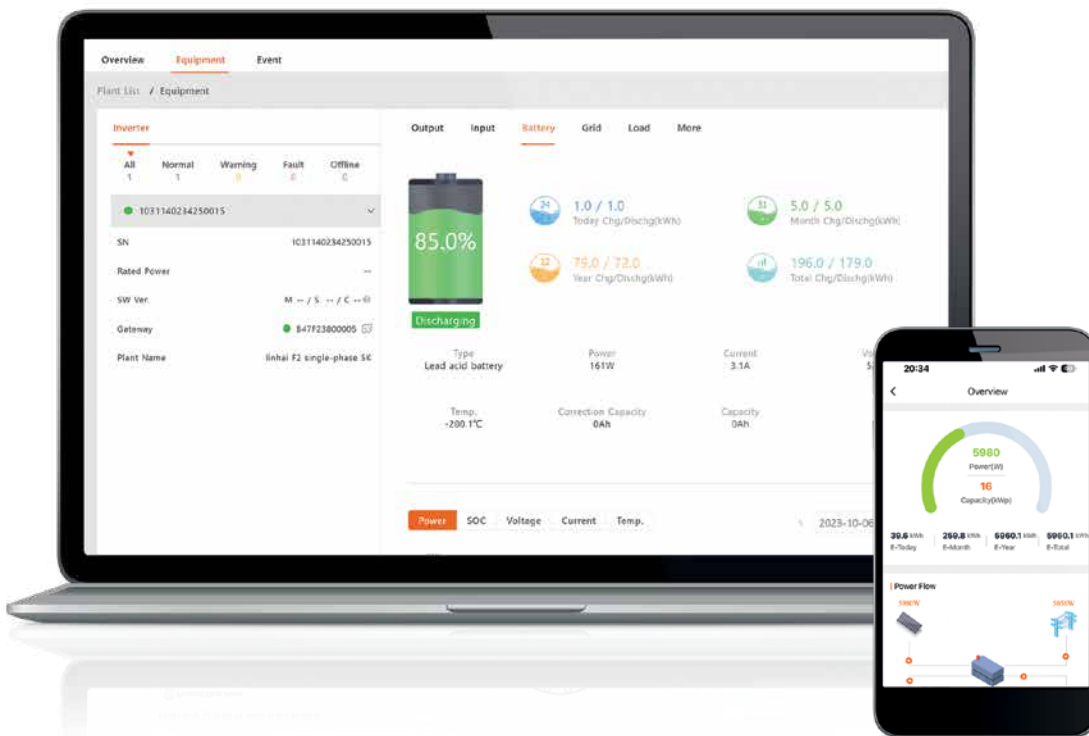 Overview Equipment Event
Plant List / Equipment
Inverter
All Normal Warning Fault Offline
1 1 0 0 0
1031140234250015
SN 1031140234250015
Rated Power --
SW Ver. M -- / S -- / C --
Gateway B47F23800005
Plant Name linhai F2 single-phase SK
Output Input Battery Grid Load More
85.0%
Discharging
24 1.0 / 1.0
Today Chg/Dischg(kWh)
31 5.0 / 5.0
Month Chg/Dischg(kWh)
12 75.0 / 72.0
Year Chg/Dischg(kWh)
196.0 / 179.0
Total Chg/Dischg(kWh)
Type Power Current
Lead acid battery 161W 3.1A
Temp. Correction Capacity Capacity
-200.1℃ 0Ah 0Ah
Power SOC Voltage Current Temp.
2023-10-06
20:34
Overview
5980
Power(W)
16
Capacity(kWp)
39.6 kWh 259.8 kWh 5960.1 kWh 5960.1 kWh
E-Today E-Month E-Year E-Total
Power Flow